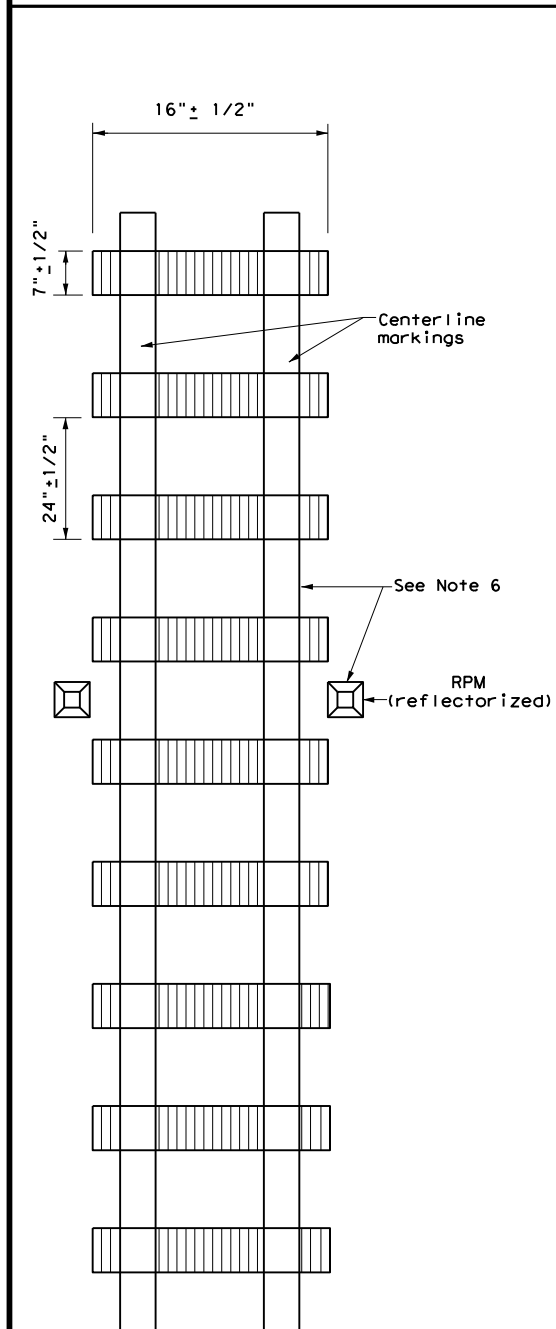 16"± 1/2"
7"±1/2"
Centerline
markings
24"±1/2"
See Note 6
RPM
(reflectorized)